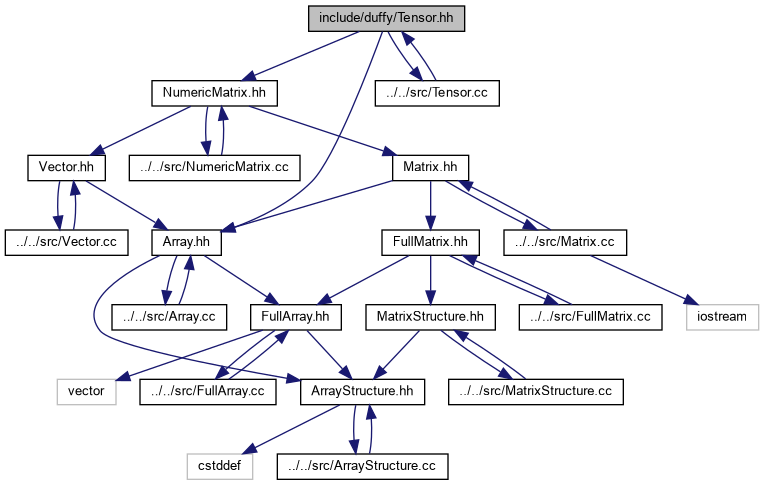 include/duffy/Tensor.hh
NumericMatrix.hh
../../src/Tensor.cc
Vector.hh
../../src/NumericMatrix.cc
Matrix.hh
../../src/Vector.cc
Array.hh
FullMatrix.hh
../../src/Matrix.cc
../../src/Array.cc
FullArray.hh
MatrixStructure.hh
../../src/FullMatrix.cc
iostream
vector
../../src/FullArray.cc
ArrayStructure.hh
../../src/MatrixStructure.cc
cstddef
../../src/ArrayStructure.cc